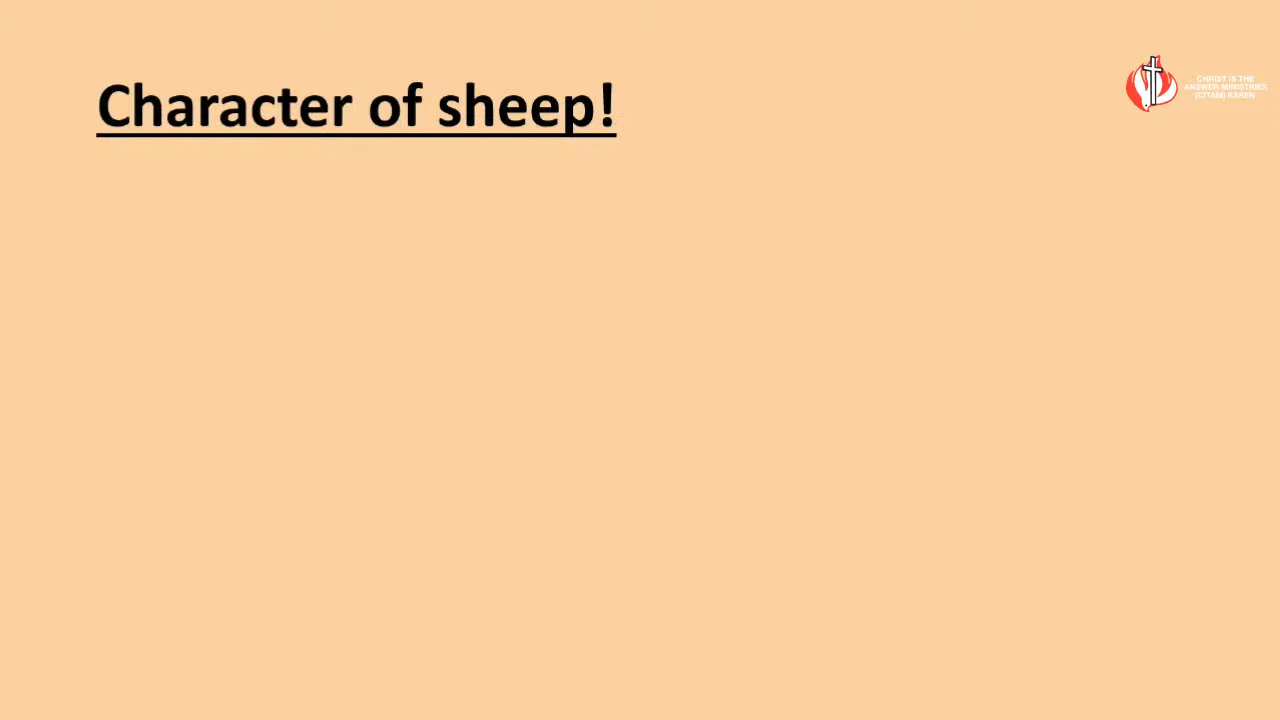 Character of sheep!
CHRIST IS THE
ANSWER MINISTRIES
(CITAM) KAREN